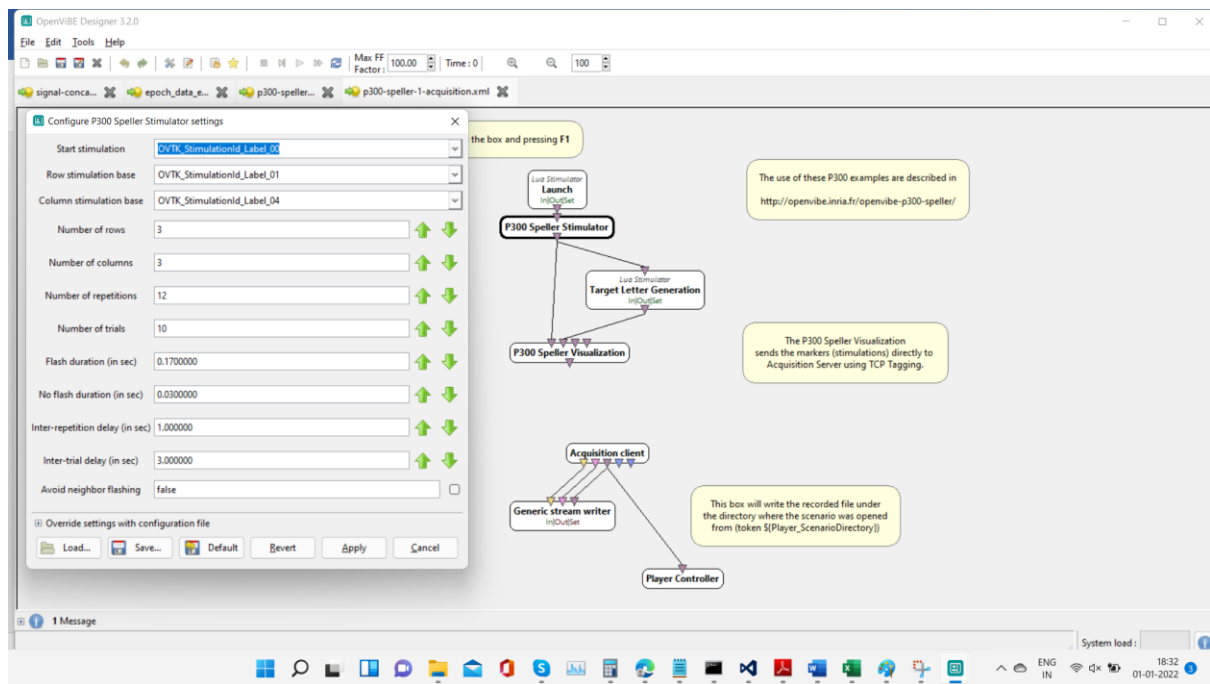 OpenViBE Designer 3.2.0
File Edit Tools Help
Max FF
Factor: 100.00 Time : 0 100
signal-conca... epoch_data_e... p300-speller... p300-speller-1-acquisition.xml
Configure P300 Speller Stimulator settings
Start stimulation OVTK_StimulationId_Label_00
Row stimulation base OVTK_StimulationId_Label_01
Column stimulation base OVTK_StimulationId_Label_04
Number of rows 3
Number of columns 3
Number of repetitions 12
Number of trials 10
Flash duration (in sec) 0.1700000
No flash duration (in sec) 0.0300000
Inter-repetition delay (in sec) 1.000000
Inter-trial delay (in sec) 3.000000
Avoid neighbor flashing false
Override settings with configuration file
Load... Save... Default Revert Apply Cancel
the box and pressing F1
Lua Stimulator
Launch
In|Out|Set
P300 Speller Stimulator
Lua Stimulator
Target Letter Generation
In|Out|Set
P300 Speller Visualization
The use of these P300 examples are described in
http://openvibe.inria.fr/openvibe-p300-speller/
The P300 Speller Visualization
sends the markers (stimulations) directly to
Acquisition Server using TCP Tagging.
Acquisition client
Generic stream writer
In|Out|Set
Player Controller
This box will write the recorded file under
the directory where the scenario was opened
from (token ${Player_ScenarioDirectory})
1 Message
System load :
ENG
IN
18:32
01-01-2022
3